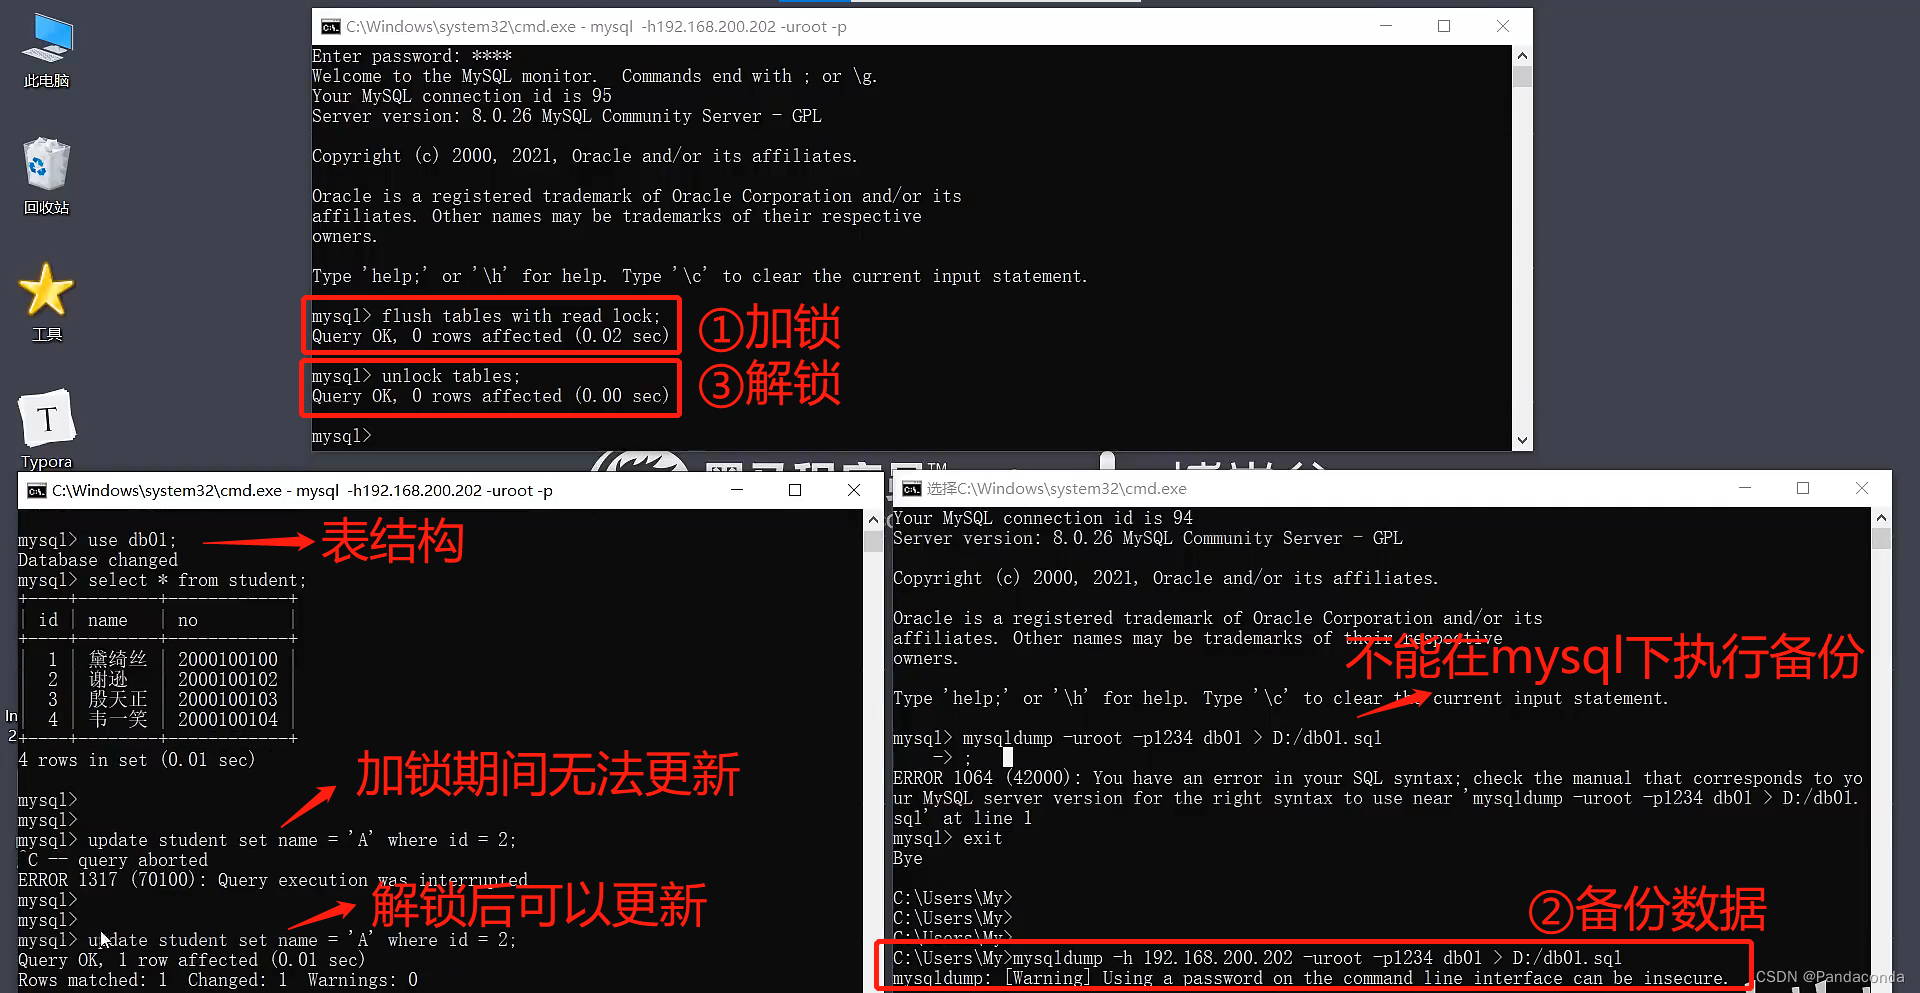 此电脑
回收站
工具
Typora
C:\Windows\system32\cmd.exe - mysql -h192.168.200.202 -uroot -p
Enter password: ****
Welcome to the MySQL monitor.  Commands end with ; or \g.
Your MySQL connection id is 95
Server version: 8.0.26 MySQL Community Server - GPL
Copyright (c) 2000, 2021, Oracle and/or its affiliates.
Oracle is a registered trademark of Oracle Corporation and/or its
affiliates. Other names may be trademarks of their respective
owners.
Type 'help;' or '\h' for help. Type '\c' to clear the current input statement.
mysql> flush tables with read lock;
Query OK, 0 rows affected (0.02 sec)
①加锁
mysql> unlock tables;
Query OK, 0 rows affected (0.00 sec)
③解锁
mysql>
C:\Windows\system32\cmd.exe - mysql -h192.168.200.202 -uroot -p
mysql> use db01;
表结构
Database changed
mysql> select * from student;
+----+--------+------------+
| id | name   | no         |
+----+--------+------------+
| 1 | 黛绮丝 | 2000100100 |
| 2 | 谢逊 | 2000100102 |
| 3 | 殷天正 | 2000100103 |
| 4 | 韦一笑 | 2000100104 |
+----+--------+------------+
4 rows in set (0.01 sec)
加锁期间无法更新
mysql>
mysql>
mysql> update student set name = 'A' where id = 2;
^C -- query aborted
ERROR 1317 (70100): Query execution was interrupted
解锁后可以更新
mysql>
mysql>
mysql> update student set name = 'A' where id = 2;
Query OK, 1 row affected (0.01 sec)
Rows matched: 1  Changed: 1  Warnings: 0
选择C:\Windows\system32\cmd.exe
Your MySQL connection id is 94
Server version: 8.0.26 MySQL Community Server - GPL
Copyright (c) 2000, 2021, Oracle and/or its affiliates.
Oracle is a registered trademark of Oracle Corporation and/or its
affiliates. Other names may be trademarks of their respective
owners.
不能在mysql下执行备份
Type 'help;' or '\h' for help. Type '\c' to clear the current input statement.
mysql> mysqldump -uroot -p1234 db01 > D:/db01.sql
    -> ;
ERROR 1064 (42000): You have an error in your SQL syntax; check the manual that corresponds to yo
ur MySQL server version for the right syntax to use near 'mysqldump -uroot -p1234 db01 > D:/db01.
sql' at line 1
mysql> exit
Bye
C:\Users\My>
C:\Users\My>
C:\Users\My>
②备份数据
C:\Users\My>mysqldump -h 192.168.200.202 -uroot -p1234 db01 > D:/db01.sql
mysqldump: [Warning] Using a password on the command line interface can be insecure.
CSDN @Pandaconda